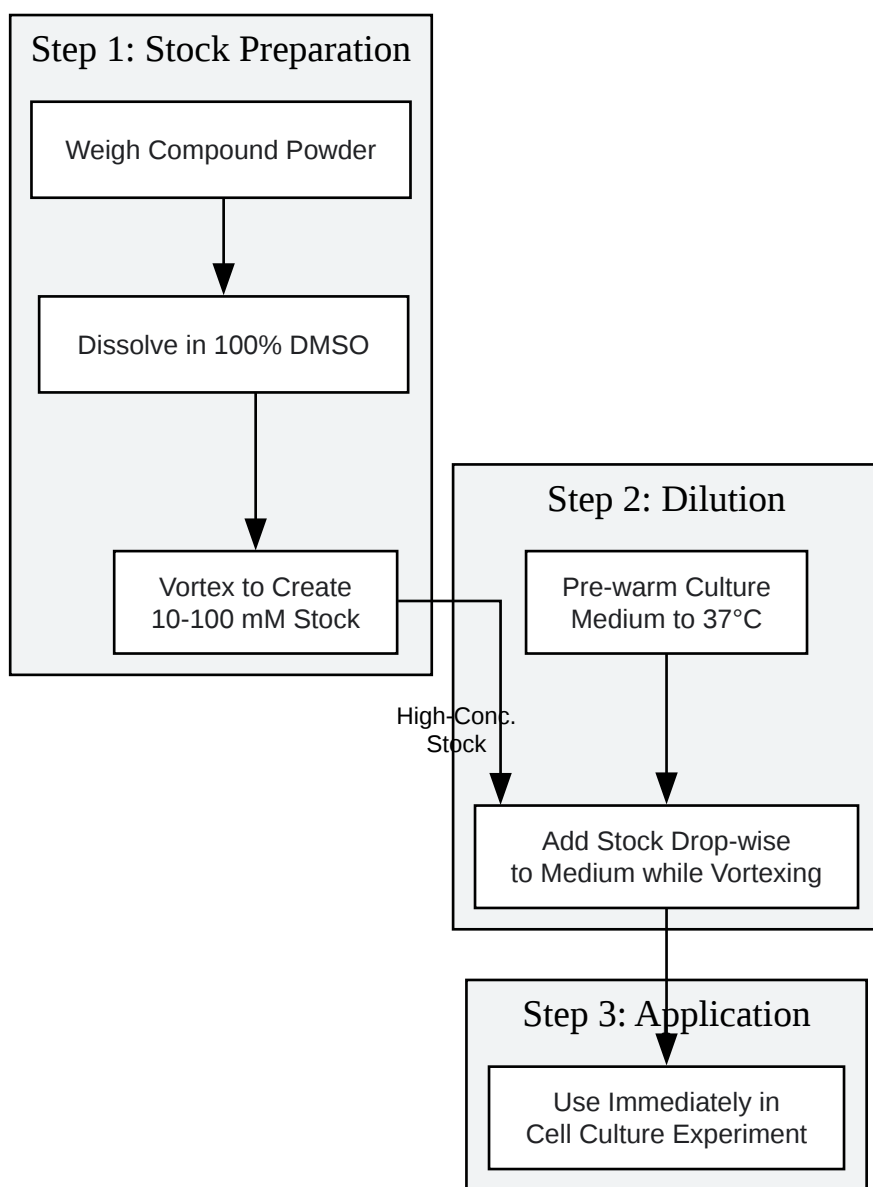 Step 1: Stock Preparation
Weigh Compound Powder
Dissolve in 100% DMSO
Vortex to Create
10-100 mM Stock
High-Conc.
Stock
Step 2: Dilution
Pre-warm Culture
Medium to 37°C
Add Stock Drop-wise
to Medium while Vortexing
Step 3: Application
Use Immediately in
Cell Culture Experiment